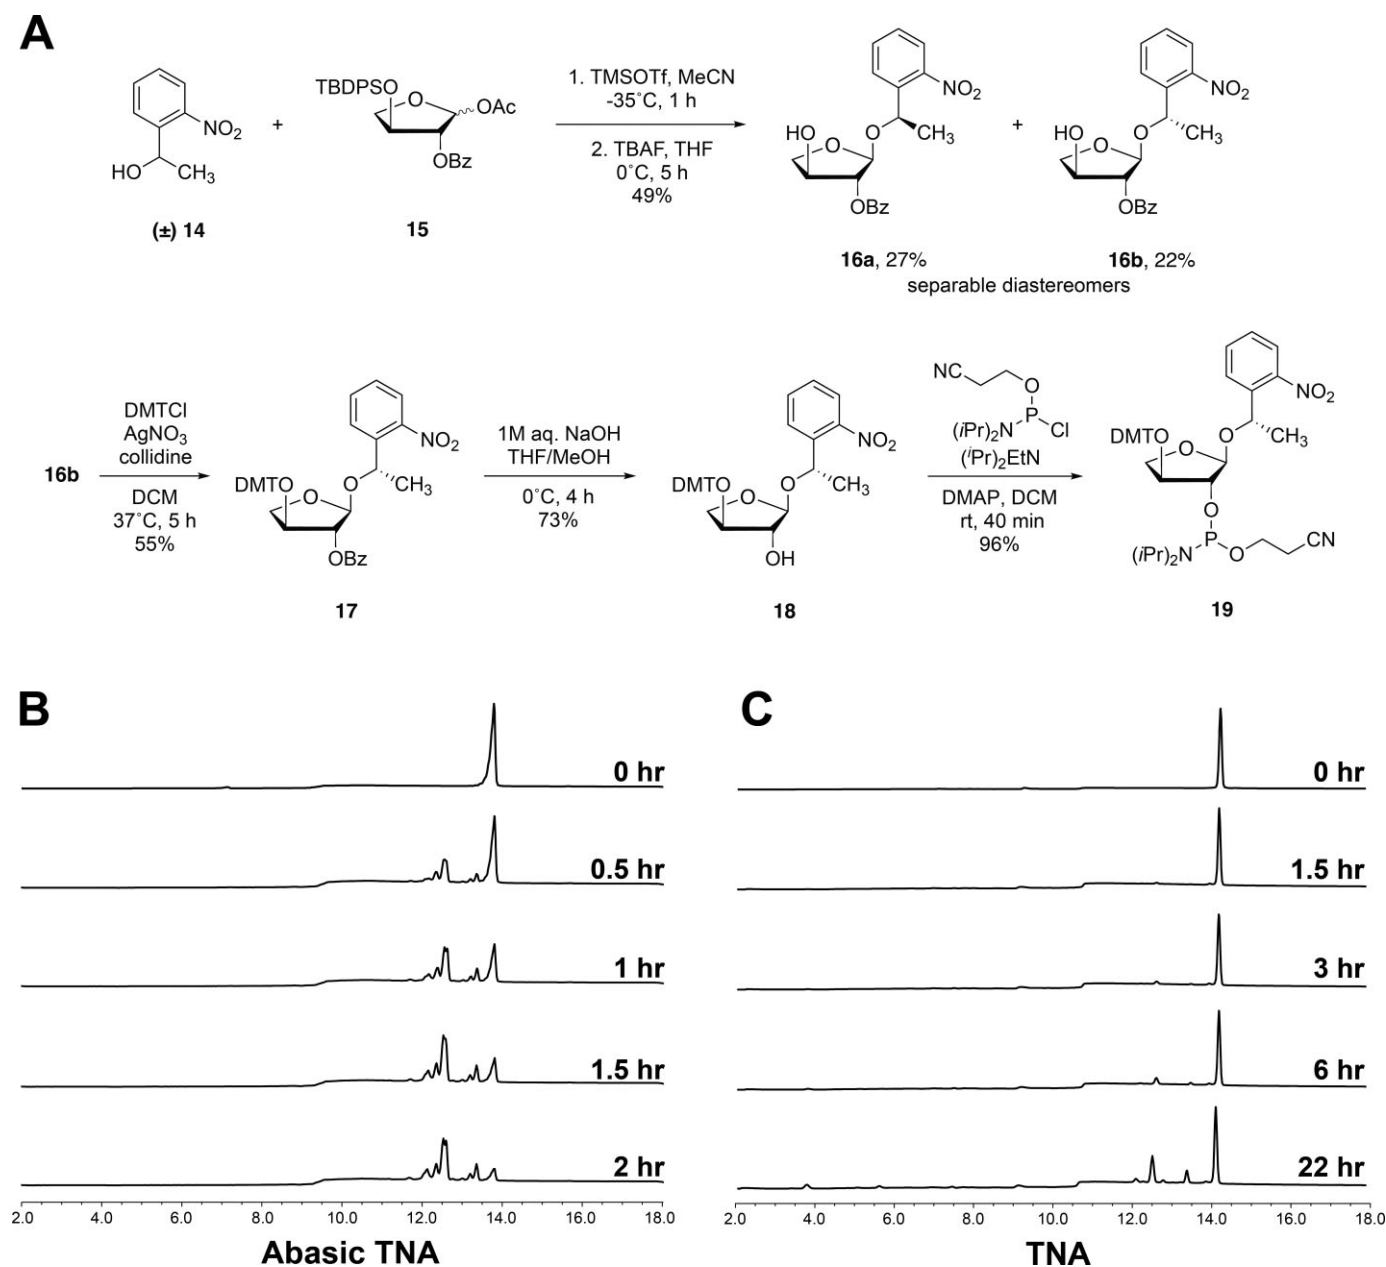 A
NO₂
HO
CH₃
(±) 14
+
TBDPSO
O
OAc
OBz
15
1. TMSOTf, MeCN
-35˚C, 1 h
2. TBAF, THF
0˚C, 5 h
49%
NO₂
HO
O
O
CH₃
OBz
16a, 27%
+
NO₂
HO
O
O
CH₃
OBz
16b, 22%
separable diastereomers
16b
DMTCl
AgNO₃
collidine
DCM
37˚C, 5 h
55%
NO₂
DMTO
O
O
CH₃
OBz
17
1M aq. NaOH
THF/MeOH
0˚C, 4 h
73%
NO₂
DMTO
O
O
CH₃
OH
18
NC
O
P
(iPr)₂N
Cl
(ⁱPr)₂EtN
DMAP, DCM
rt, 40 min
96%
NO₂
DMTO
O
O
CH₃
O
(iPr)₂N
P
O
CN
19
B
0 hr
0.5 hr
1 hr
1.5 hr
2 hr
2.0 4.0 6.0 8.0 10.0 12.0 14.0 16.0 18.0
Abasic TNA
C
0 hr
1.5 hr
3 hr
6 hr
22 hr
2.0 4.0 6.0 8.0 10.0 12.0 14.0 16.0 18.0
TNA